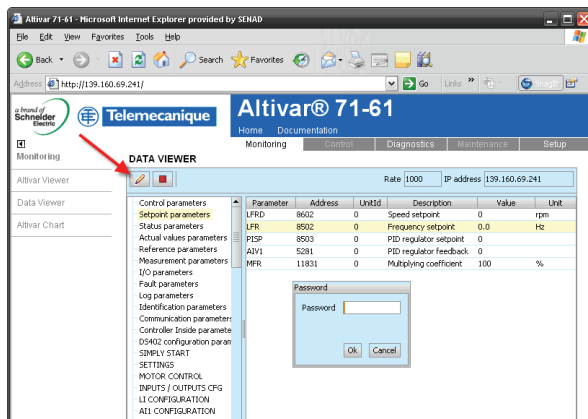 Altivar 71-61 - Microsoft Internet Explorer provided by SENAD
File Edit View Favorites Tools Help
Back Search Favorites
Address http://139.160.69.241/ Go Links » SnagIt
a brand of
Schneider
Electric
Telemecanique
Altivar® 71-61
Home Documentation
Monitoring Control Diagnostics Maintenance Setup
Monitoring
Altivar Viewer
Data Viewer
Altivar Chart
DATA VIEWER
Rate 1000 IP address 139.160.69.241
Control parameters
Setpoint parameters
Status parameters
Actual values parameters
Reference parameters
Measurement parameters
I/O parameters
Fault parameters
Log parameters
Identification parameters
Communication parameters
Controller Inside paramete
DS402 configuration param
SIMPLY START
SETTINGS
MOTOR CONTROL
INPUTS / OUTPUTS CFG
LI CONFIGURATION
AI1 CONFIGURATION
Parameter Address UnitId Description Value Unit
LFRD 8602 0 Speed setpoint 0 rpm
LFR 8502 0 Frequency setpoint 0.0 Hz
PISP 8503 0 PID regulator setpoint 0
AIV1 5281 0 PID regulator feedback 0
MFR 11831 0 Multiplying coefficient 100 %
Password
Password
Ok Cancel